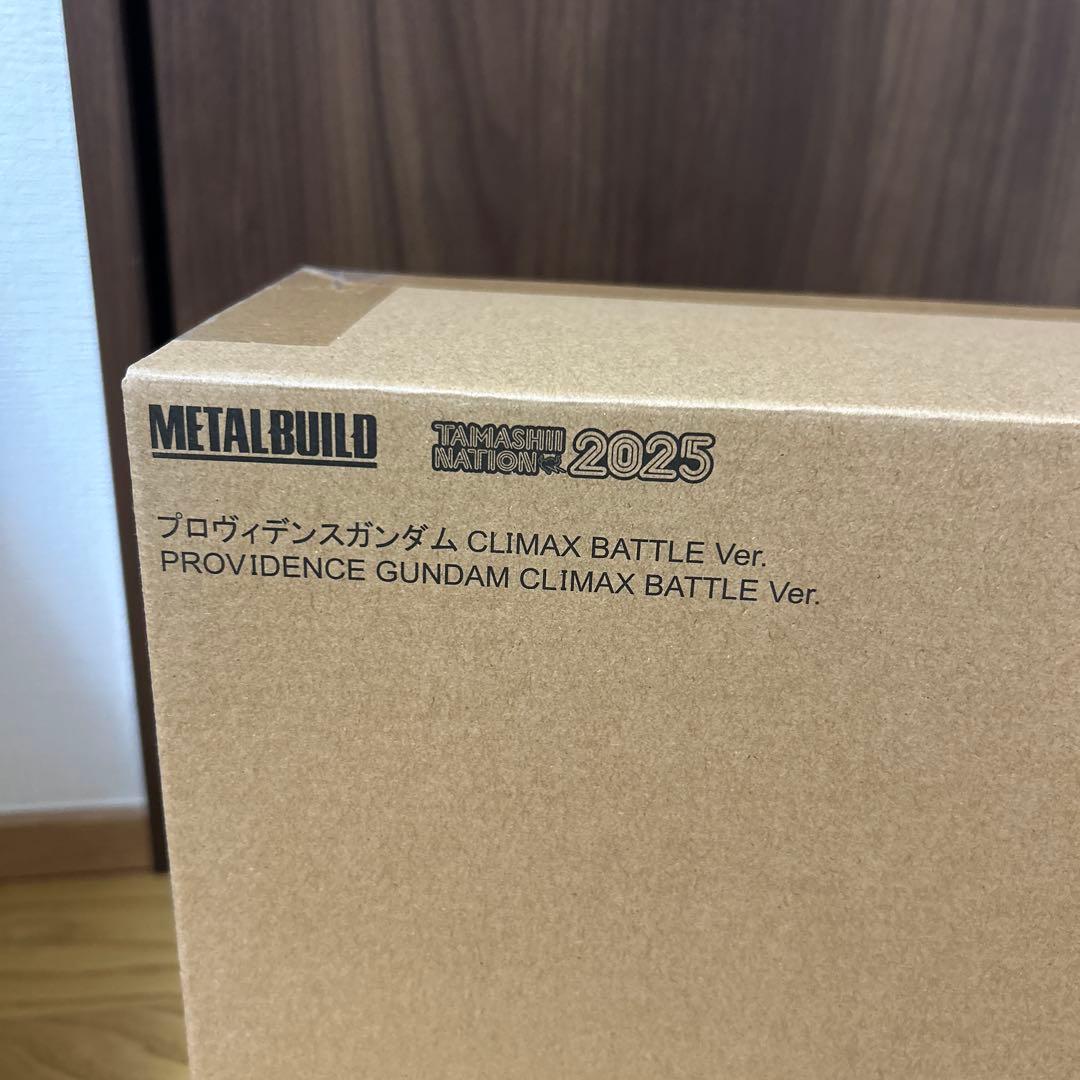 METALBUILD
TAMASHII NATION 2025
プロヴィデンスガンダム CLIMAX BATTLE Ver.
PROVIDENCE GUNDAM CLIMAX BATTLE Ver.